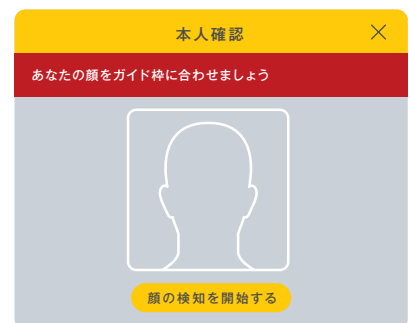 本人確認
あなたの顔をガイド枠に合わせましょう
顔の検知を開始する